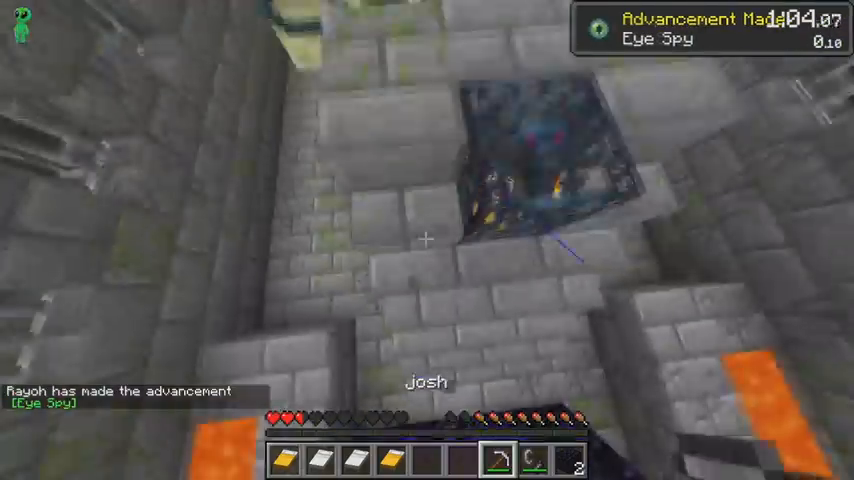 Advancement Made
1:04.07
Eye Spy
0.10
Rayoh has made the advancement
[Eye Spy]
josh
2